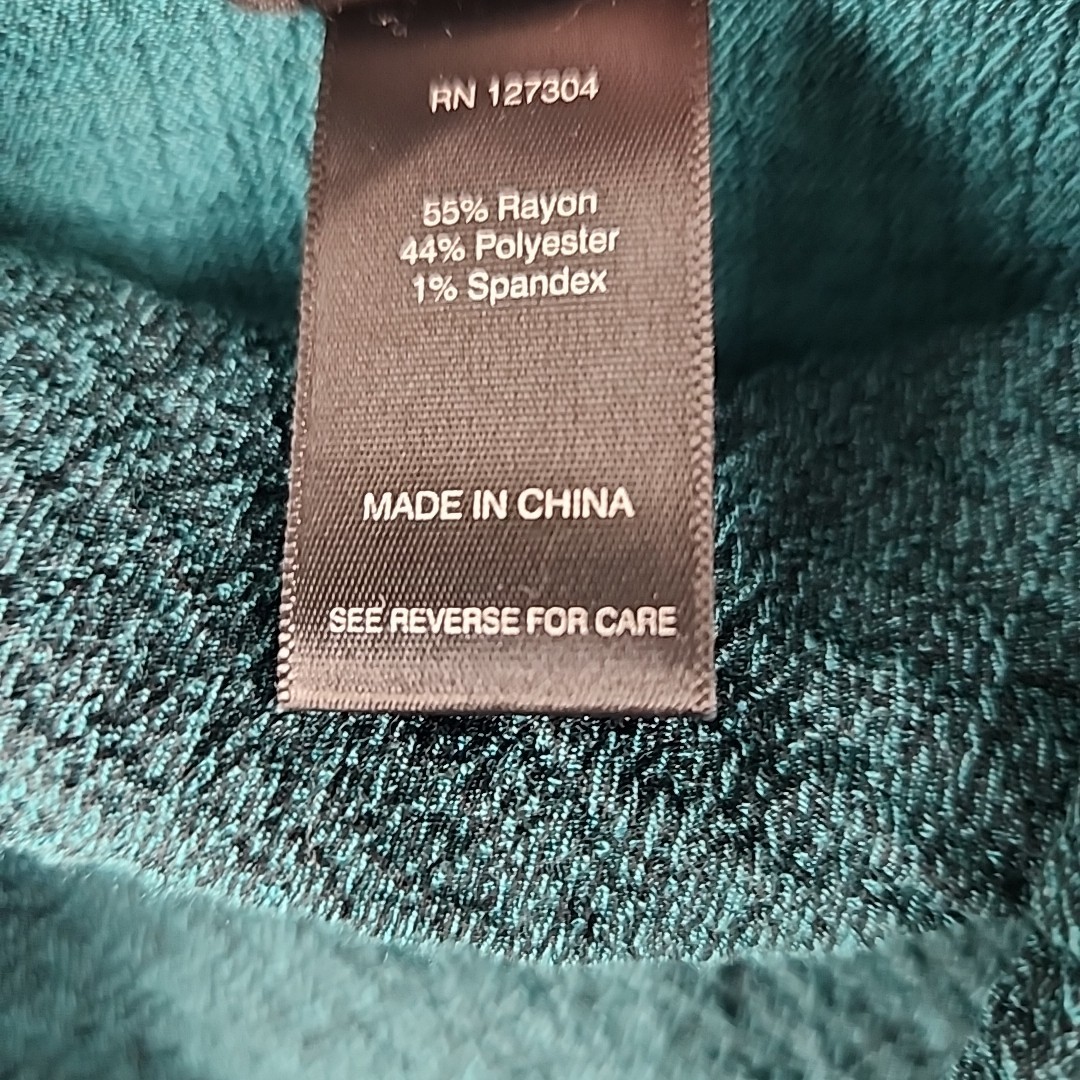 RN 127304
55% Rayon
44% Polyester
1% Spandex
MADE IN CHINA
SEE REVERSE FOR CARE